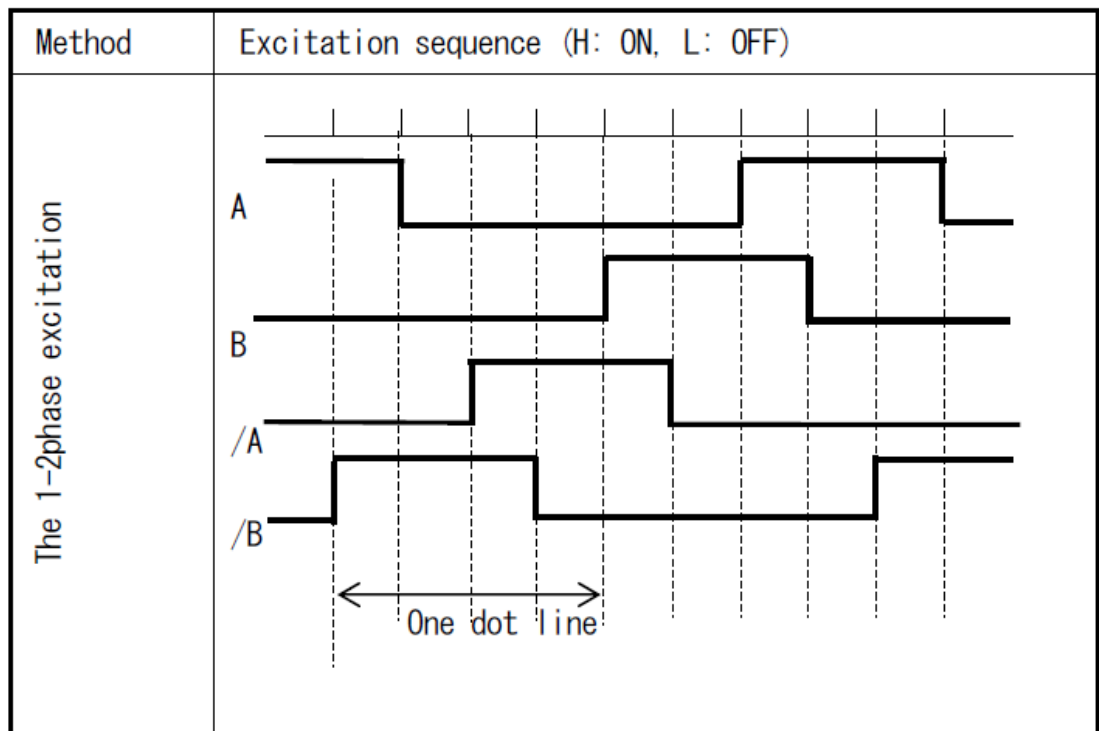 Method
Excitation sequence (H: ON, L: OFF)
The 1-2phase excitation
A
B
/A
/B
One dot line